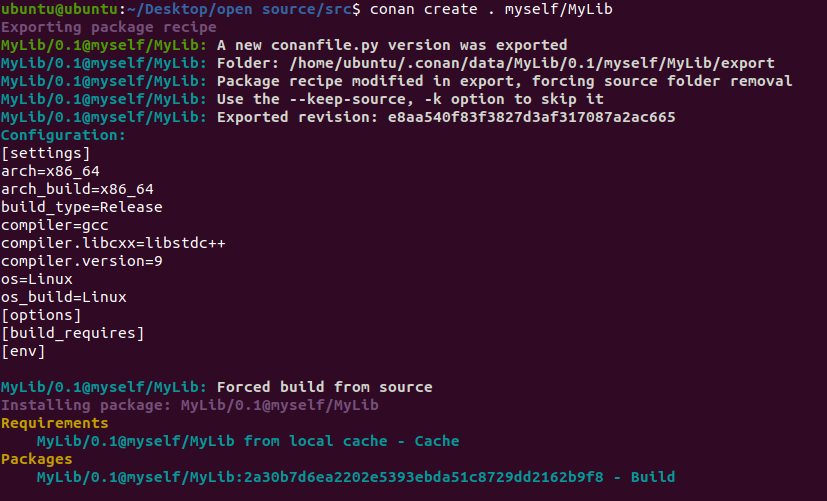 ubuntu@ubuntu:~/Desktop/open source/src$ conan create . myself/MyLib
Exporting package recipe
MyLib/0.1@myself/MyLib: A new conanfile.py version was exported
MyLib/0.1@myself/MyLib: Folder: /home/ubuntu/.conan/data/MyLib/0.1/myself/MyLib/export
MyLib/0.1@myself/MyLib: Package recipe modified in export, forcing source folder removal
MyLib/0.1@myself/MyLib: Use the --keep-source, -k option to skip it
MyLib/0.1@myself/MyLib: Exported revision: e8aa540f83f3827d3af317087a2ac665
Configuration:
[settings]
arch=x86_64
arch_build=x86_64
build_type=Release
compiler=gcc
compiler.libcxx=libstdc++
compiler.version=9
os=Linux
os_build=Linux
[options]
[build_requires]
[env]
MyLib/0.1@myself/MyLib: Forced build from source
Installing package: MyLib/0.1@myself/MyLib
Requirements
    MyLib/0.1@myself/MyLib from local cache - Cache
Packages
    MyLib/0.1@myself/MyLib:2a30b7d6ea2202e5393ebda51c8729dd2162b9f8 - Build